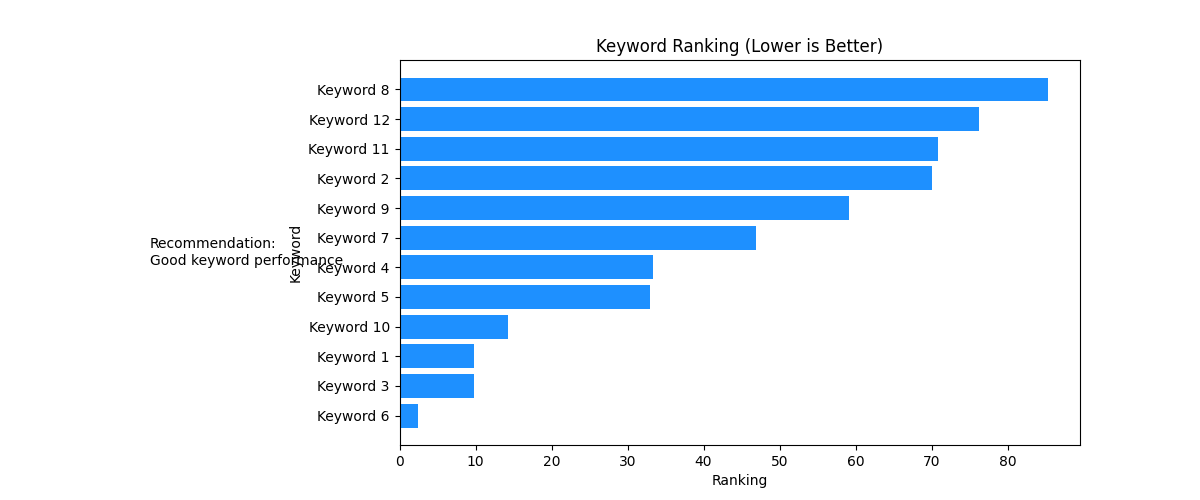 Keyword Ranking (Lower is Better)
Keyword 8
Keyword 12
Keyword 11
Keyword 2
Keyword 9
Keyword 7
Keyword 4
Keyword 5
Keyword 10
Keyword 1
Keyword 3
Keyword 6
Keyword
Recommendation:
Good keyword performance
0 10 20 30 40 50 60 70 80
Ranking